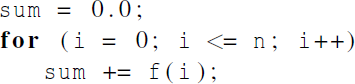 sum = 0.0;
for (i = 0; i <= n; i++)
sum += f(i);